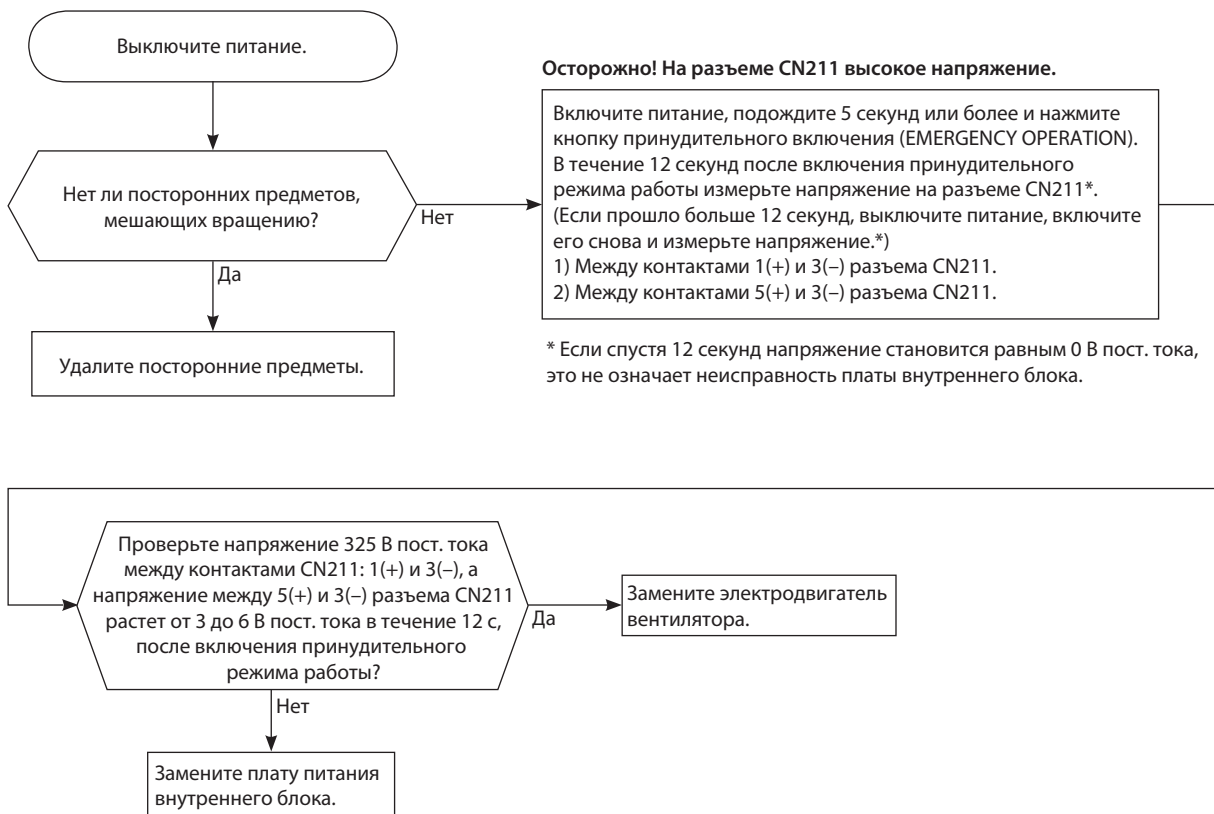 Выключите питание.
Нет ли посторонних предметов,
мешающих вращению?
Нет
Да
Удалите посторонние предметы.
Осторожно! На разъеме CN211 высокое напряжение.
Включите питание, подождите 5 секунд или более и нажмите
кнопку принудительного включения (EMERGENCY OPERATION).
В течение 12 секунд после включения принудительного
режима работы измерьте напряжение на разъеме CN211*.
(Если прошло больше 12 секунд, выключите питание, включите
его снова и измерьте напряжение.*)
1) Между контактами 1(+) и 3(–) разъема CN211.
2) Между контактами 5(+) и 3(–) разъема CN211.
* Если спустя 12 секунд напряжение становится равным 0 В пост. тока,
это не означает неисправность платы внутреннего блока.
Проверьте напряжение 325 В пост. тока
между контактами CN211: 1(+) и 3(–), а
напряжение между 5(+) и 3(–) разъема CN211
растет от 3 до 6 В пост. тока в течение 12 с,
после включения принудительного
режима работы?
Да
Замените электродвигатель
вентилятора.
Нет
Замените плату питания
внутреннего блока.